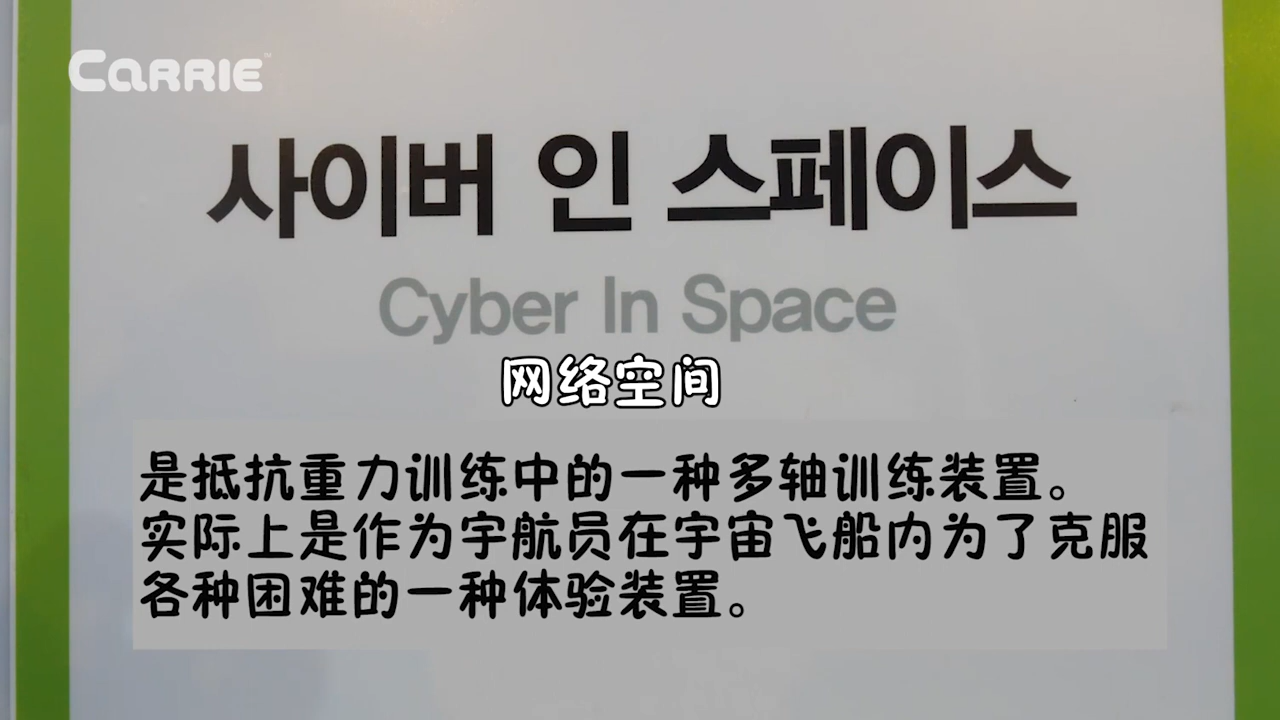 CARRIE™
사이버 인 스페이스
Cyber In Space
网络空间
是抵抗重力训练中的一种多轴训练装置。
实际上是作为宇航员在宇宙飞船内为了克服
各种困难的一种体验装置。